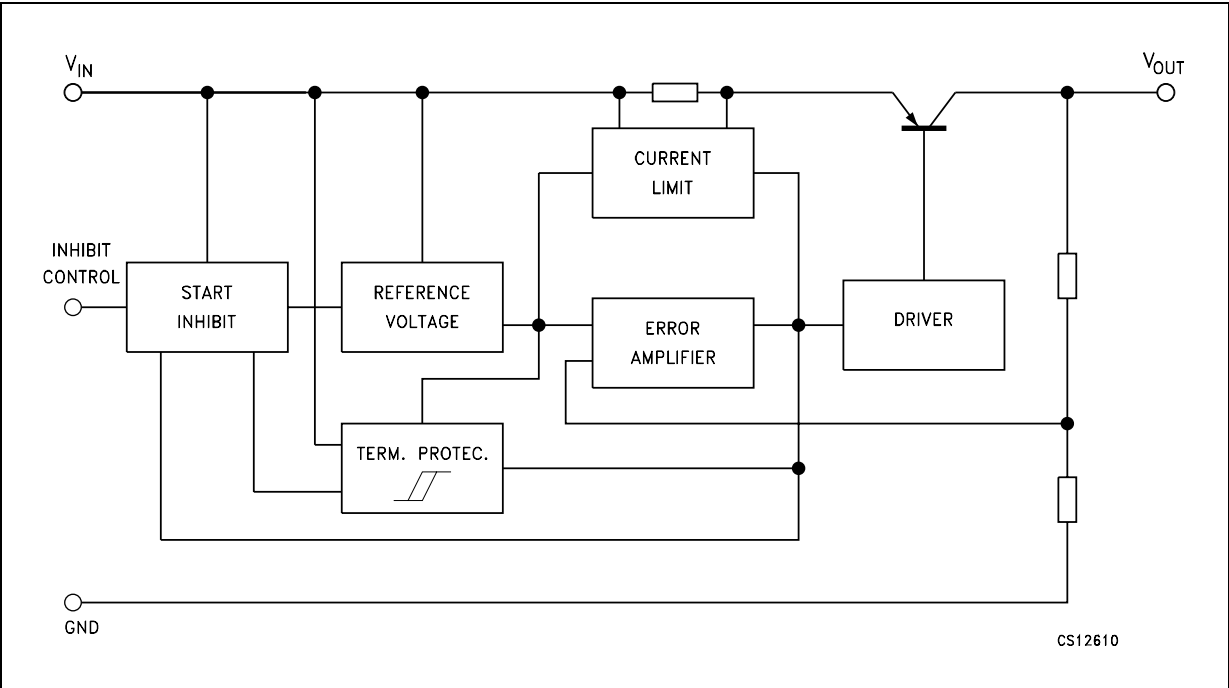 VIN
VOUT
CURRENT
LIMIT
INHIBIT
CONTROL
START
INHIBIT
REFERENCE
VOLTAGE
ERROR
AMPLIFIER
DRIVER
TERM. PROTEC.
GND
CS12610